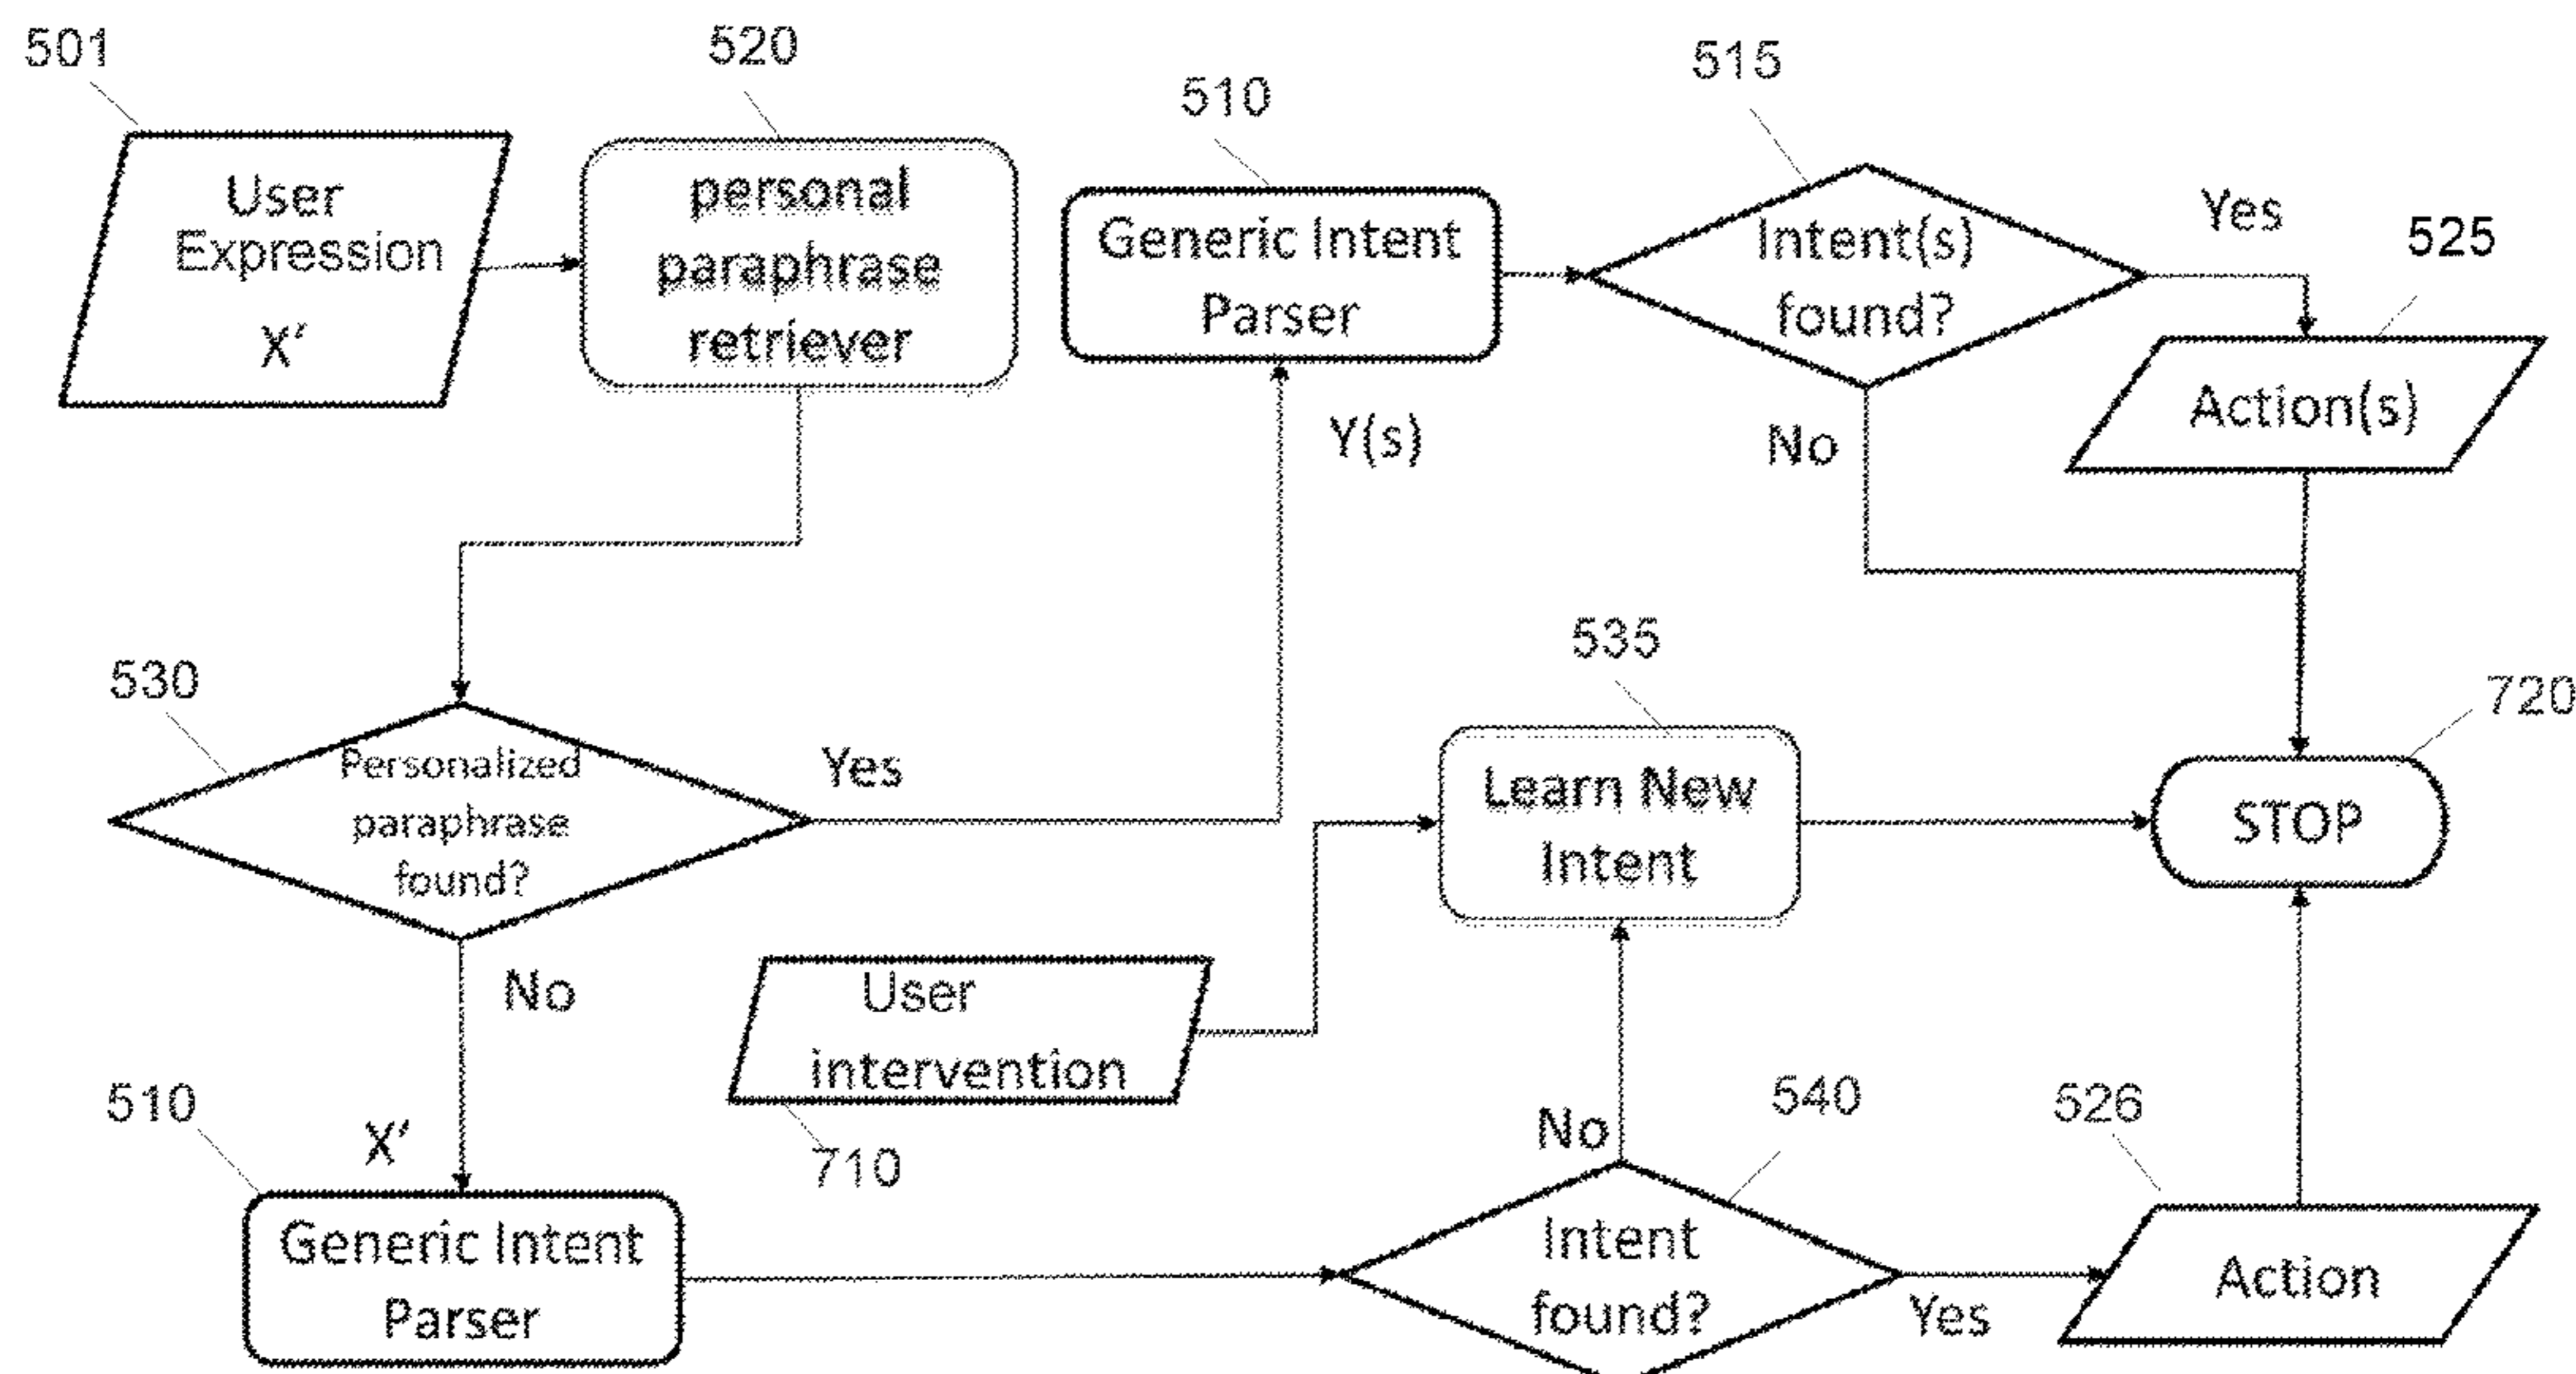 501
520
510
515
User
Expression
X'
personal
paraphrase
retriever
Generic Intent
Parser
Intent(s)
found?
Yes
525
Action(s)
Y(s)
No
530
Personalized
paraphrase
found?
Yes
535
Learn New
Intent
720
STOP
No
User
intervention
710
510
X'
Generic Intent
Parser
No
540
Intent
found?
Yes
526
Action